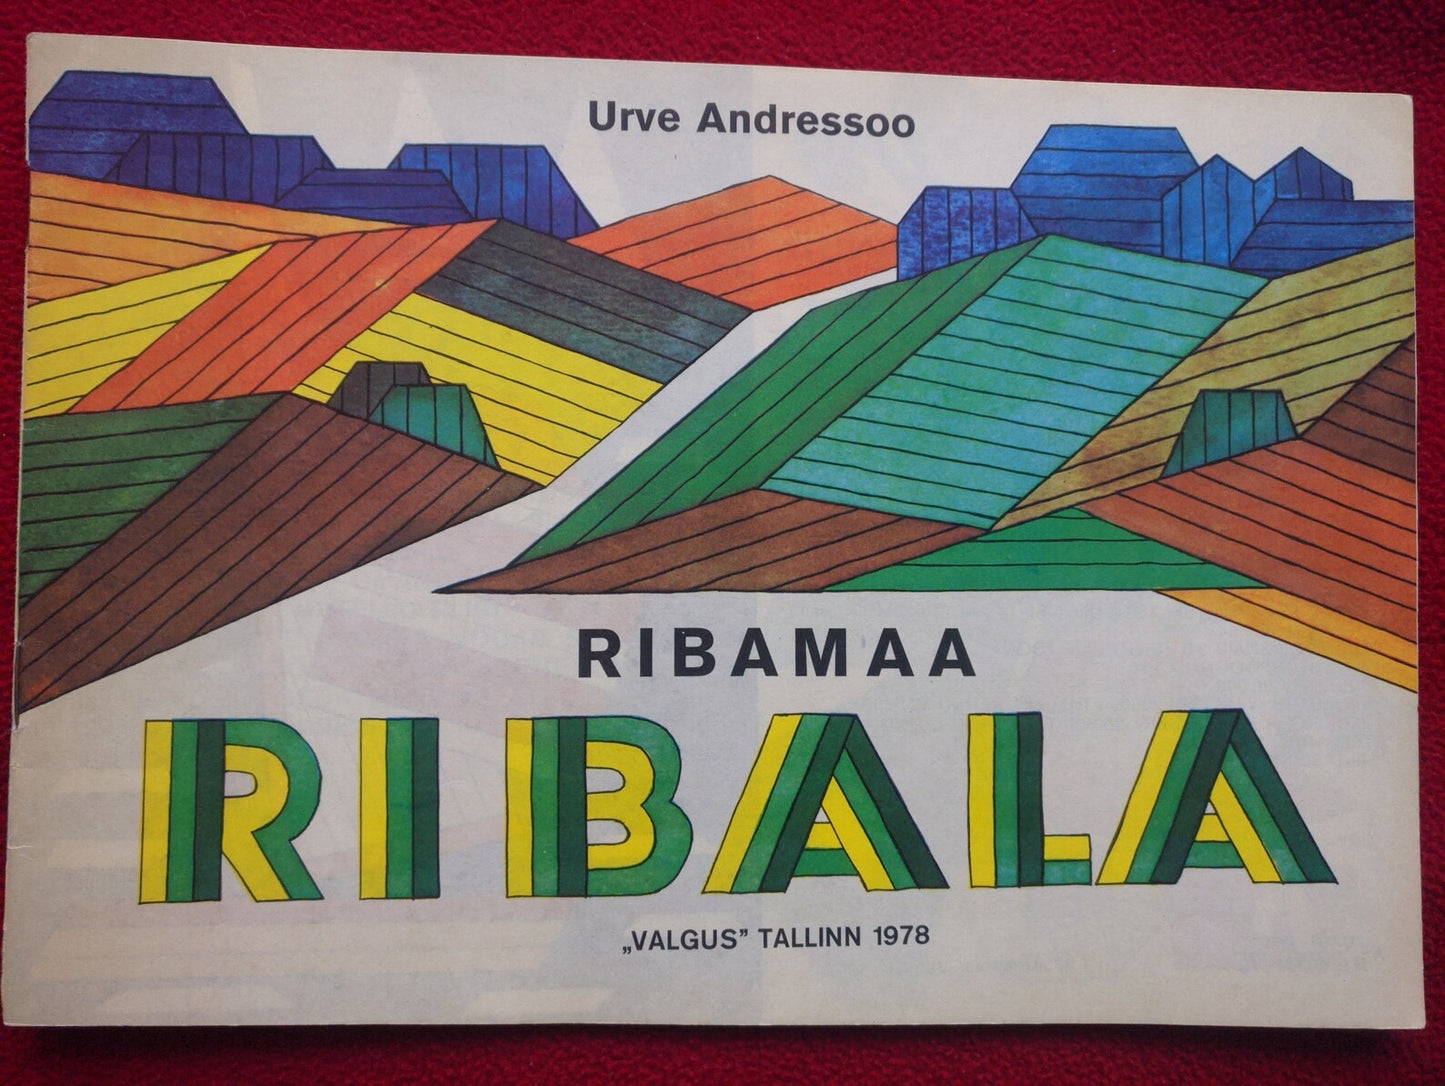 Urve Andressoo
RIBAMAA
RIBALA
„VALGUS” TALLINN 1978